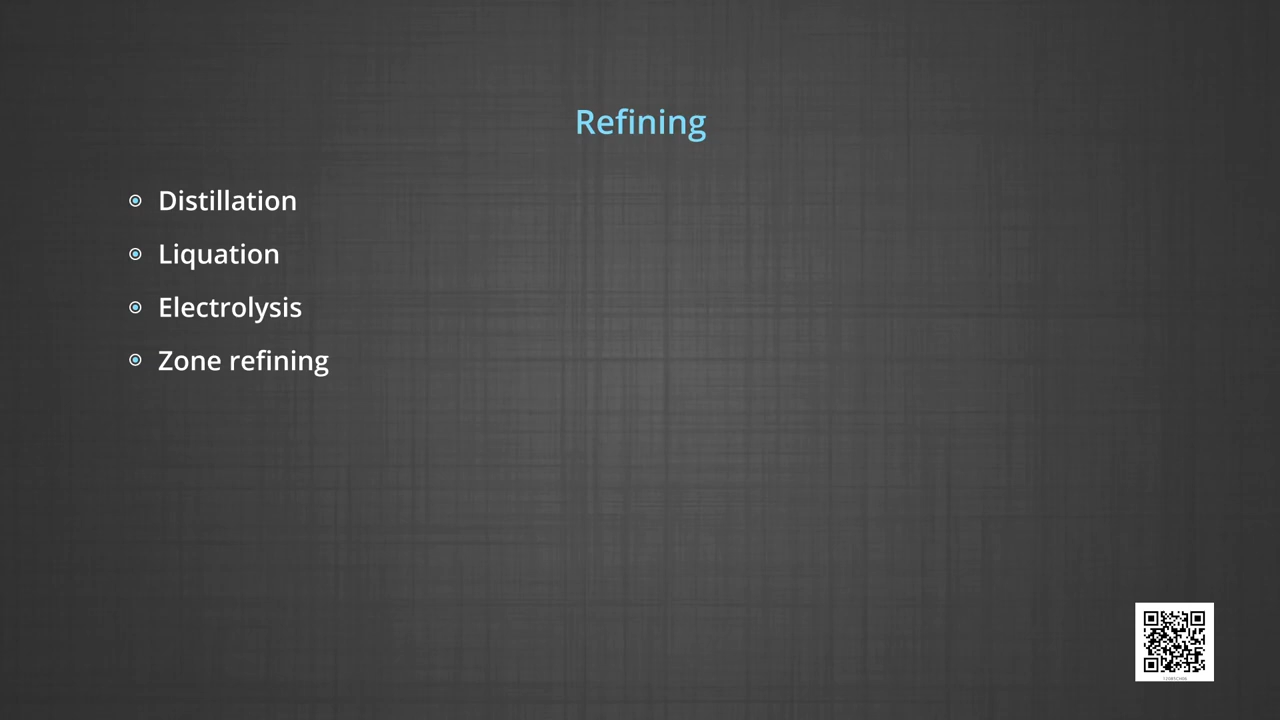 Refining
Distillation
Liquation
Electrolysis
Zone refining